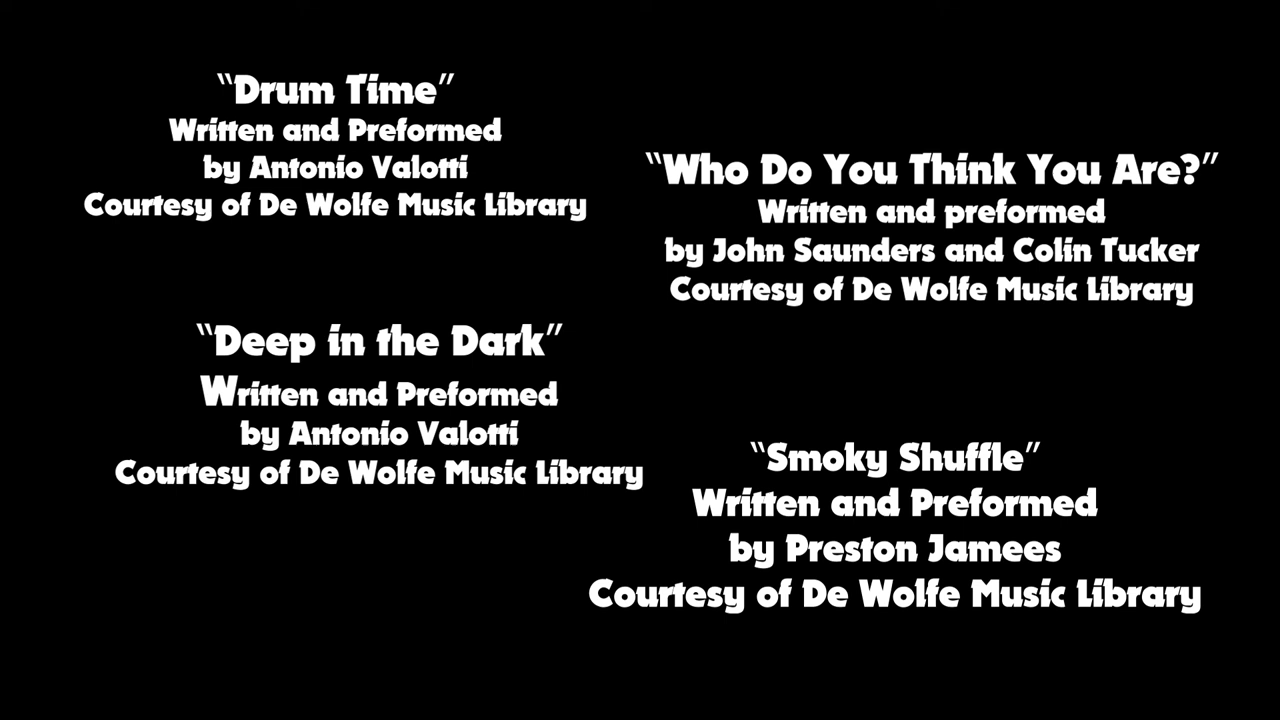 “Drum Time”
Written and Preformed
by Antonio Valotti
Courtesy of De Wolfe Music Library
“Who Do You Think You Are?”
Written and preformed
by John Saunders and Colin Tucker
Courtesy of De Wolfe Music Library
“Deep in the Dark”
Written and Preformed
by Antonio Valotti
Courtesy of De Wolfe Music Library
“Smoky Shuffle”
Written and Preformed
by Preston Jamees
Courtesy of De Wolfe Music Library